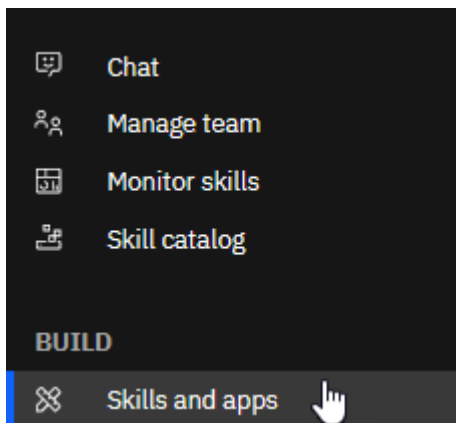 Chat
Manage team
Monitor skills
Skill catalog
BUILD
Skills and apps